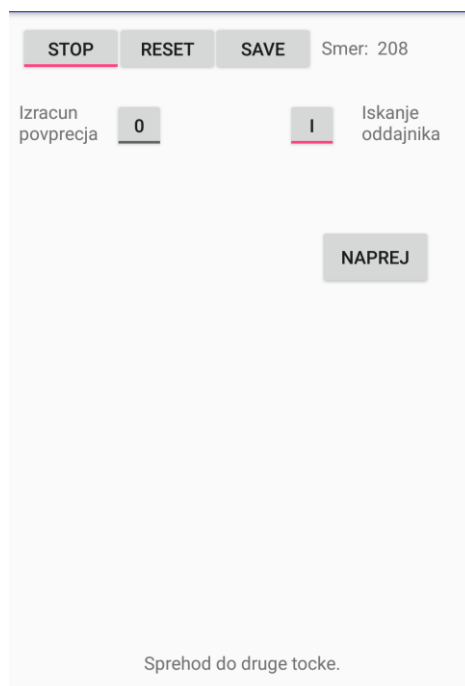 STOP RESET SAVE Smer: 208
Izracun
povprecja
0
I
Iskanje
oddajnika
NAPREJ
Sprehod do druge tocke.